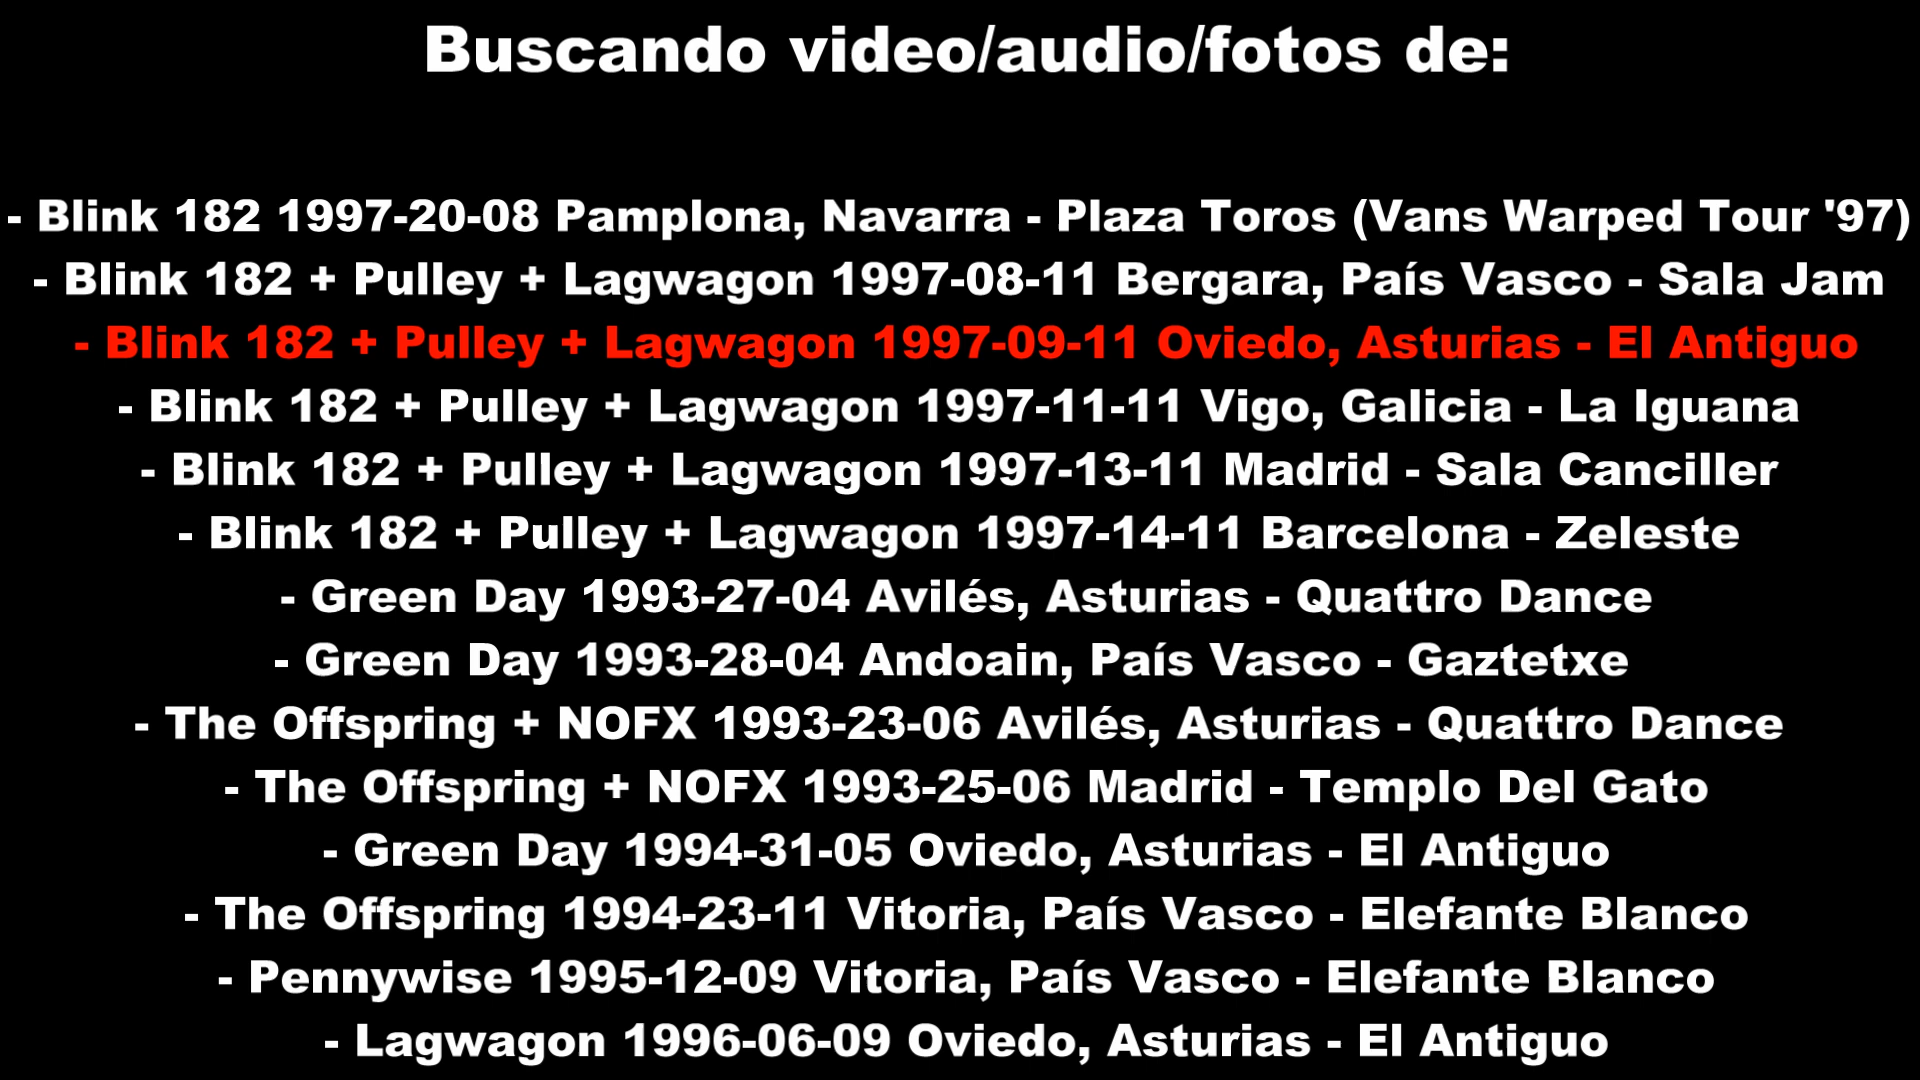 Buscando video/audio/fotos de:
- Blink 182 1997-20-08 Pamplona, Navarra - Plaza Toros (Vans Warped Tour '97)
- Blink 182 + Pulley + Lagwagon 1997-08-11 Bergara, País Vasco - Sala Jam
- Blink 182 + Pulley + Lagwagon 1997-09-11 Oviedo, Asturias - El Antiguo
- Blink 182 + Pulley + Lagwagon 1997-11-11 Vigo, Galicia - La Iguana
- Blink 182 + Pulley + Lagwagon 1997-13-11 Madrid - Sala Canciller
- Blink 182 + Pulley + Lagwagon 1997-14-11 Barcelona - Zeleste
- Green Day 1993-27-04 Avilés, Asturias - Quattro Dance
- Green Day 1993-28-04 Andoain, País Vasco - Gaztetxe
- The Offspring + NOFX 1993-23-06 Avilés, Asturias - Quattro Dance
- The Offspring + NOFX 1993-25-06 Madrid - Templo Del Gato
- Green Day 1994-31-05 Oviedo, Asturias - El Antiguo
- The Offspring 1994-23-11 Vitoria, País Vasco - Elefante Blanco
- Pennywise 1995-12-09 Vitoria, País Vasco - Elefante Blanco
- Lagwagon 1996-06-09 Oviedo, Asturias - El Antiguo